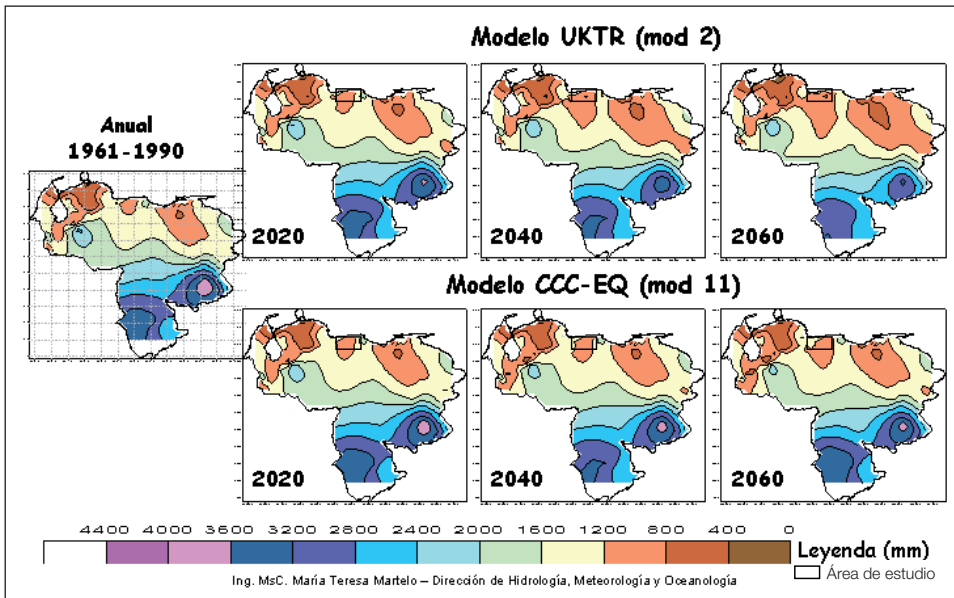 Modelo UKTR (mod 2)
Anual
1961-1990
2020
2040
2060
Modelo CCC-EQ (mod 11)
2020
2040
2060
4400 4000 3600 3200 2800 2400 2000 1600 1200 800 400 0
Leyenda (mm)
Área de estudio
Ing. MsC. María Teresa Martelo – Dirección de Hidrología, Meteorología y Oceanología